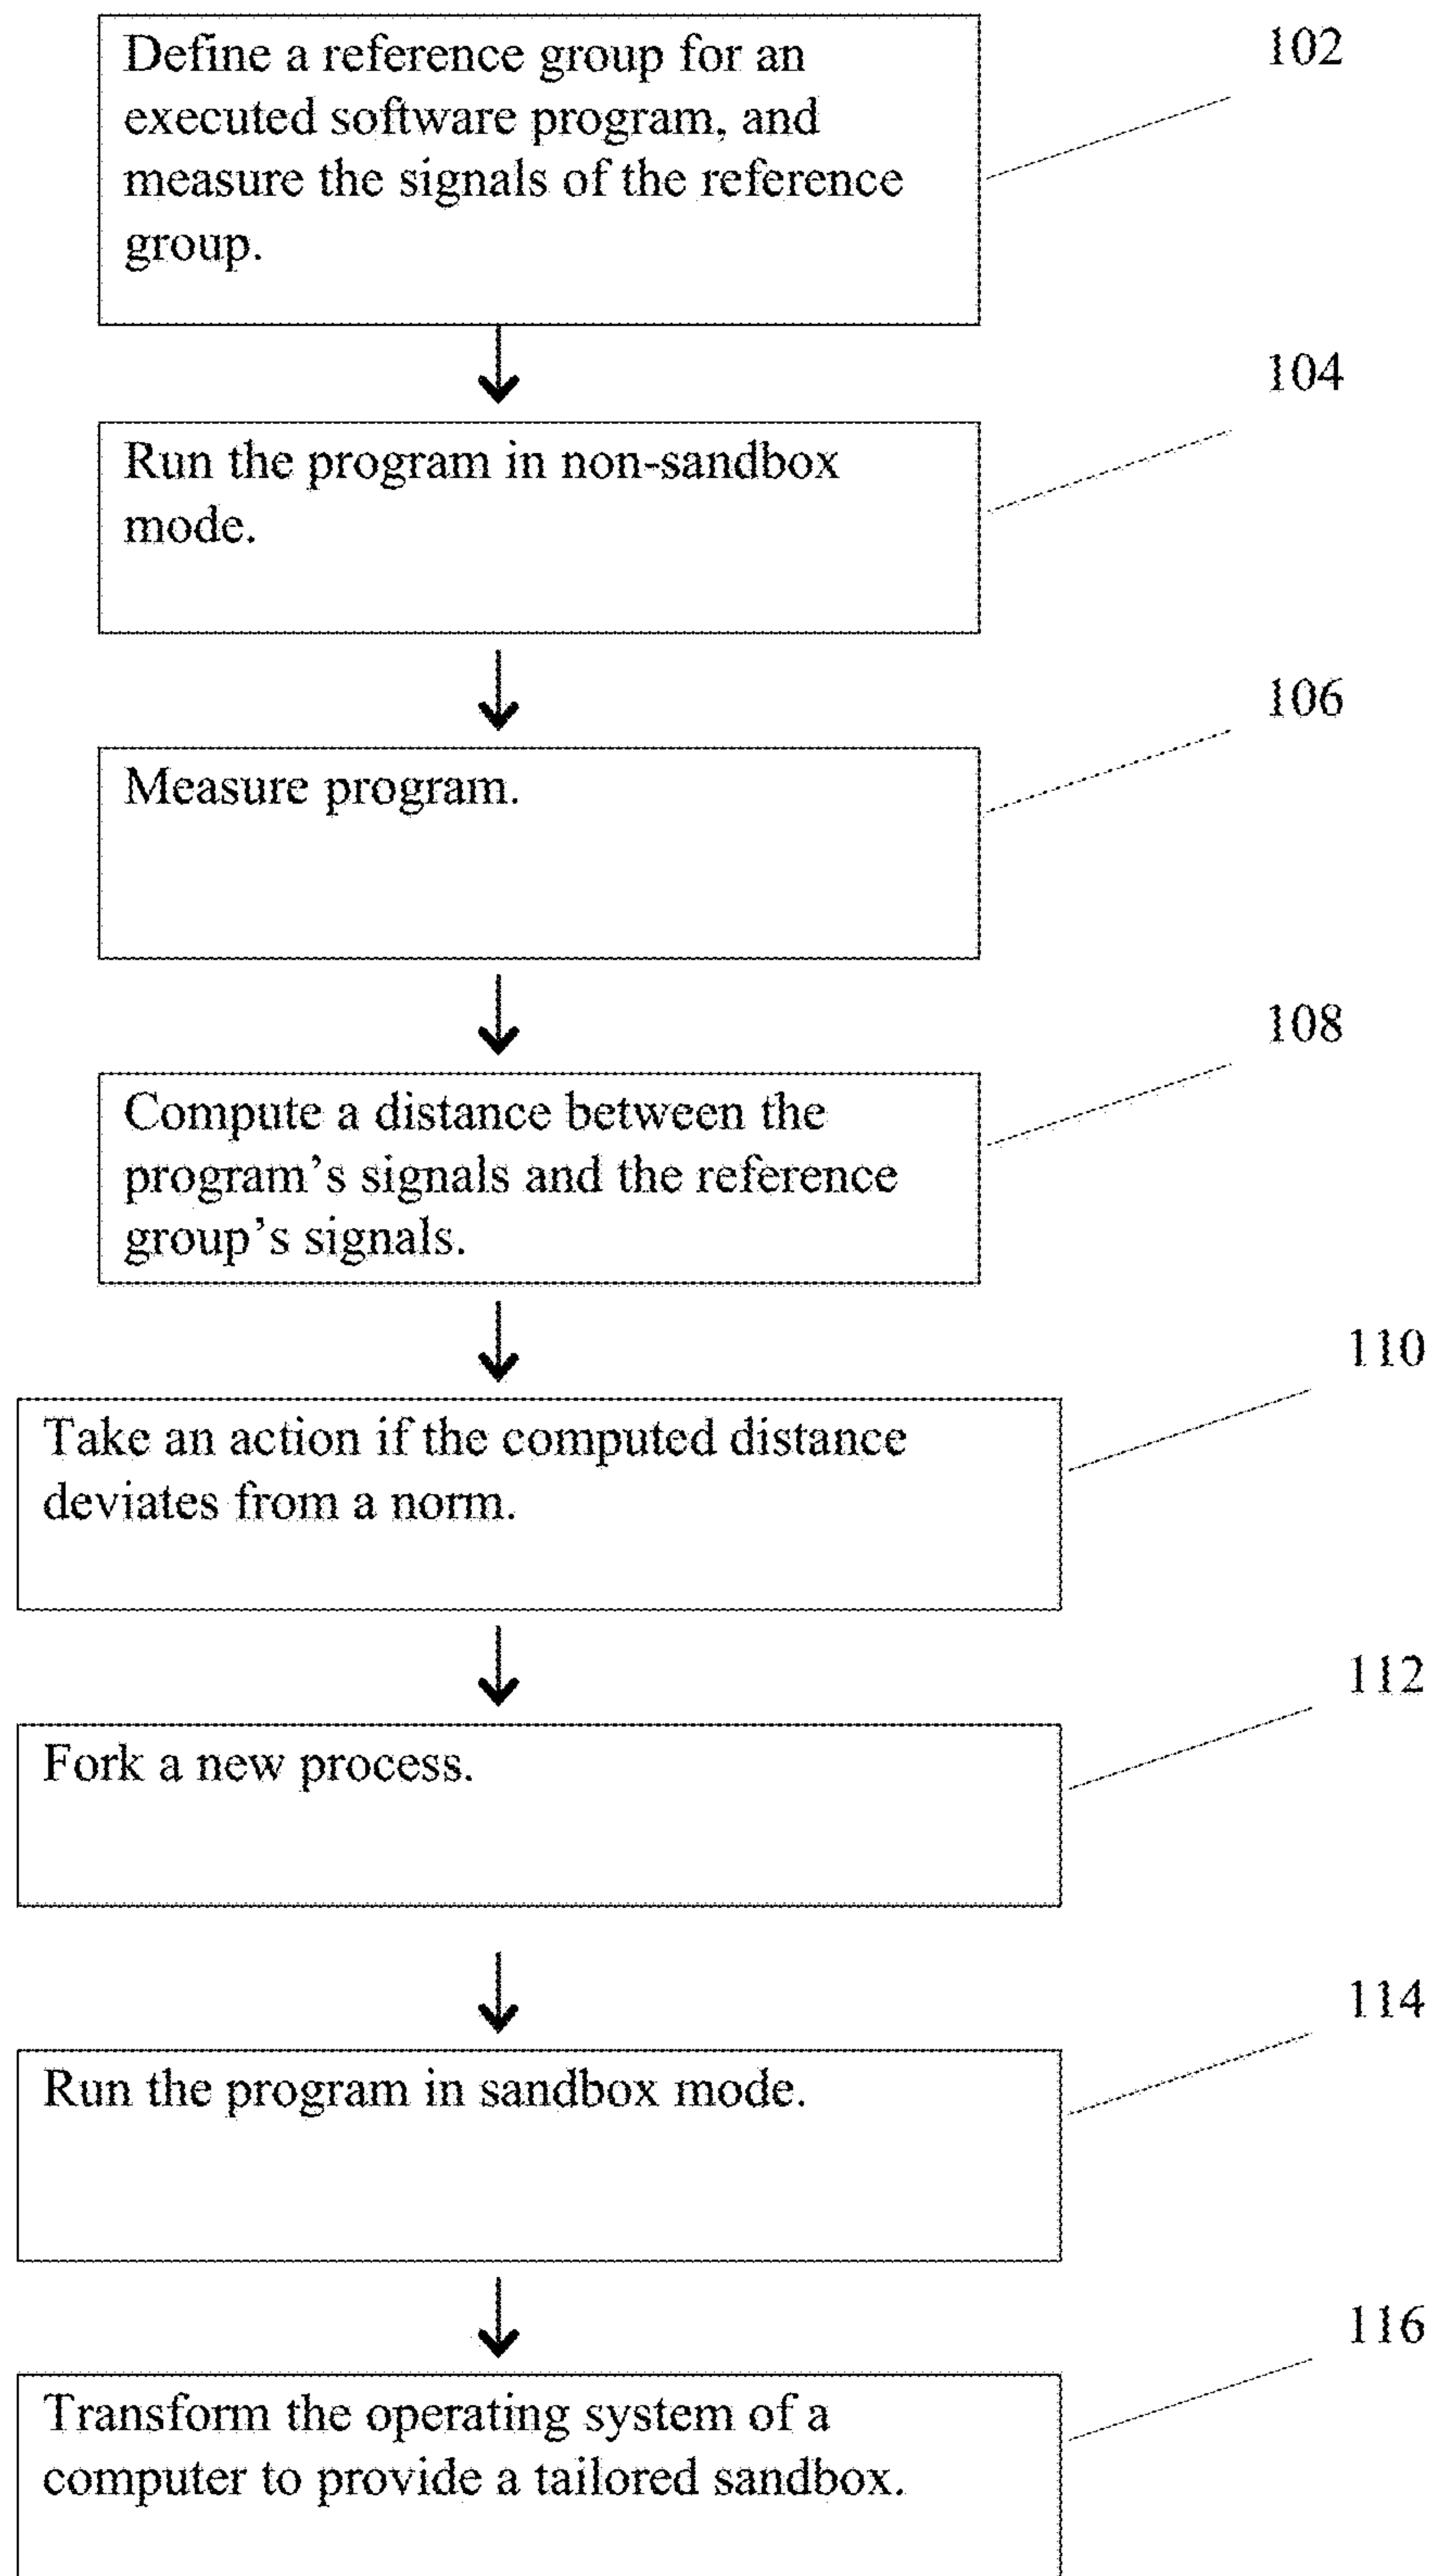 Define a reference group for an
executed software program, and
measure the signals of the reference
group.
102
Run the program in non-sandbox
mode.
104
Measure program.
106
Compute a distance between the
program’s signals and the reference
group’s signals.
108
Take an action if the computed distance
deviates from a norm.
110
Fork a new process.
112
Run the program in sandbox mode.
114
Transform the operating system of a
computer to provide a tailored sandbox.
116